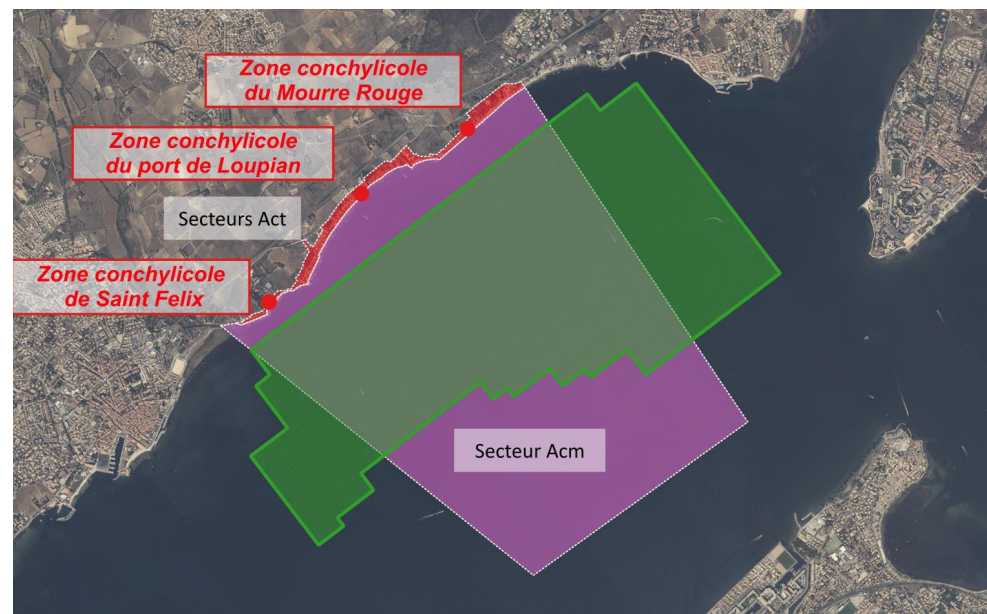 Zone conchylicole
du Mourre Rouge
Zone conchylicole
du port de Loupian
Secteurs Act
Zone conchylicole
de Saint Felix
Secteur Acm